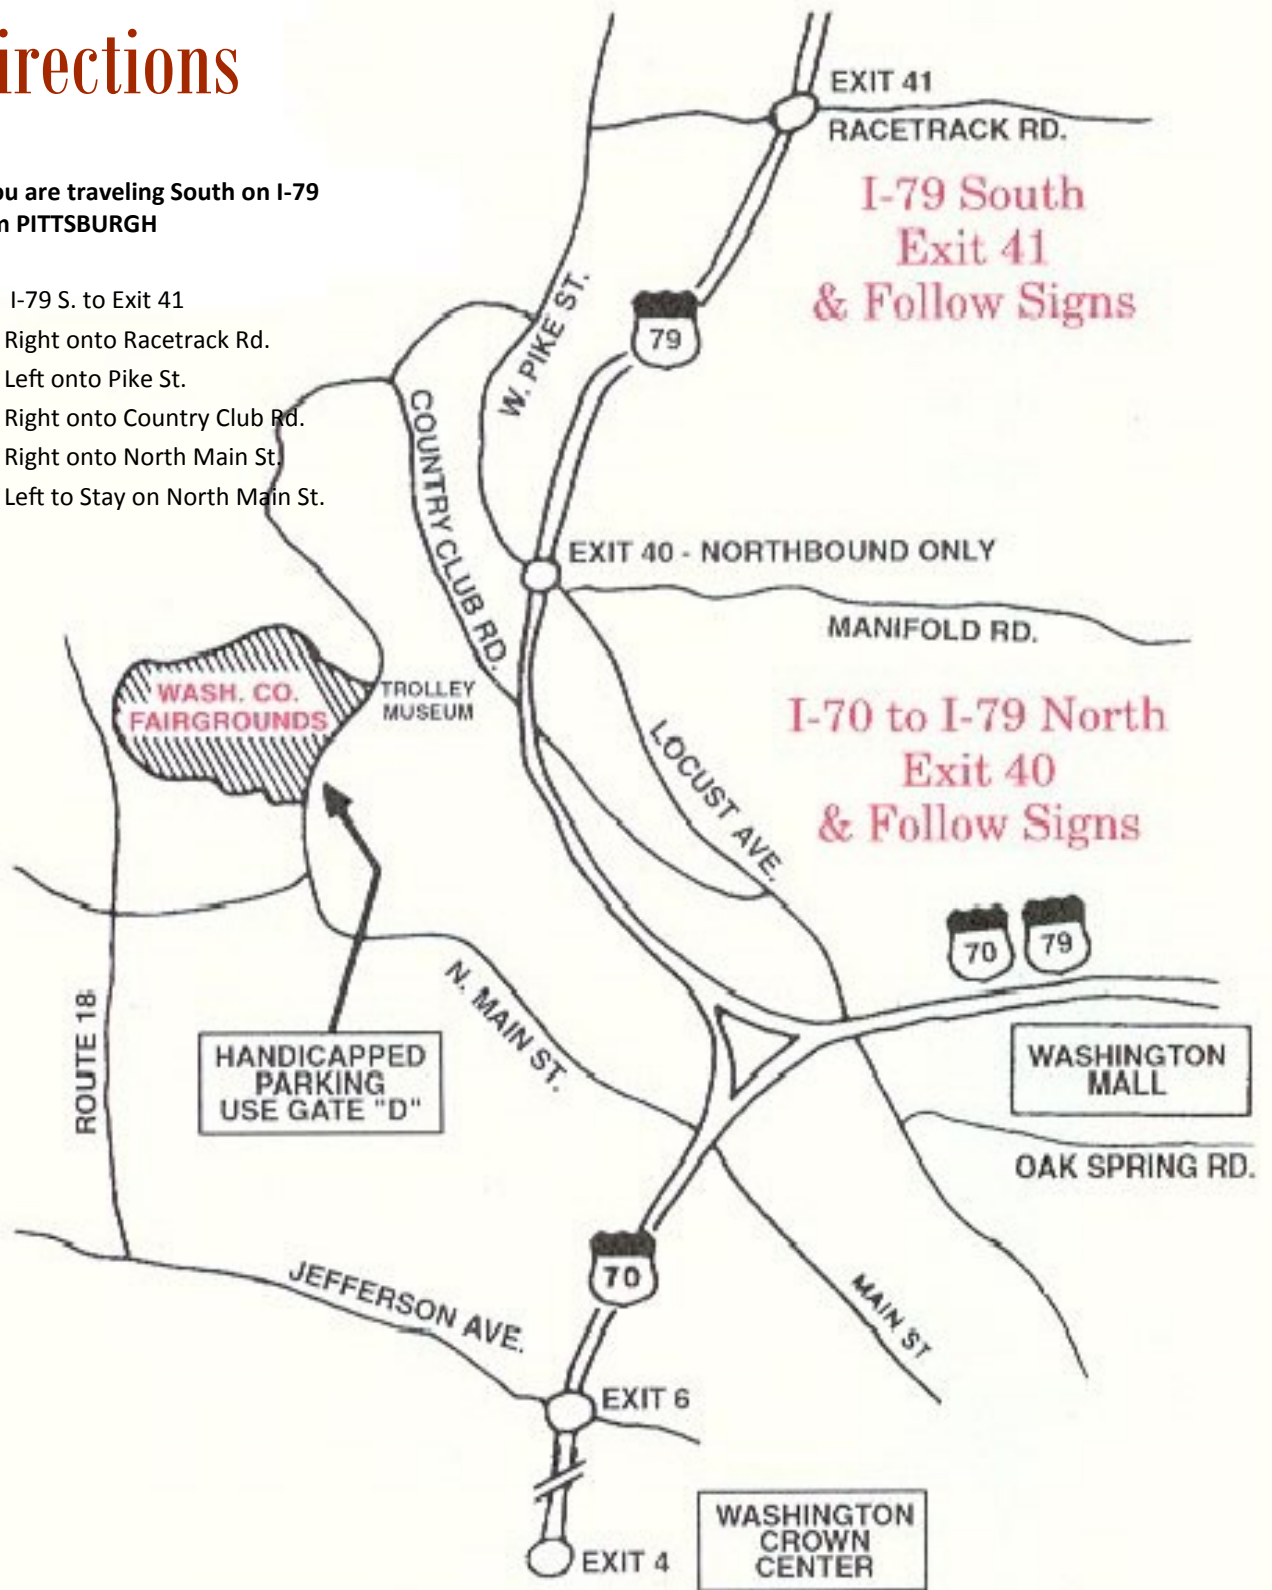 irections
ou are traveling South on I-79
m PITTSBURGH
I-79 S. to Exit 41
Right onto Racetrack Rd.
Left onto Pike St.
Right onto Country Club Rd.
Right onto North Main St.
Left to Stay on North Main St.
EXIT 41
RACETRACK RD.
I-79 South
Exit 41
& Follow Signs
79
W. PIKE ST.
COUNTRY CLUB RD.
EXIT 40 - NORTHBOUND ONLY
MANIFOLD RD.
WASH. CO.
FAIRGROUNDS
TROLLEY
MUSEUM
I-70 to I-79 North
Exit 40
& Follow Signs
LOCUST AVE.
70
79
N. MAIN ST.
ROUTE 18
HANDICAPPED
PARKING
USE GATE "D"
WASHINGTON
MALL
OAK SPRING RD.
70
JEFFERSON AVE.
MAIN ST
EXIT 6
WASHINGTON
CROWN
CENTER
EXIT 4